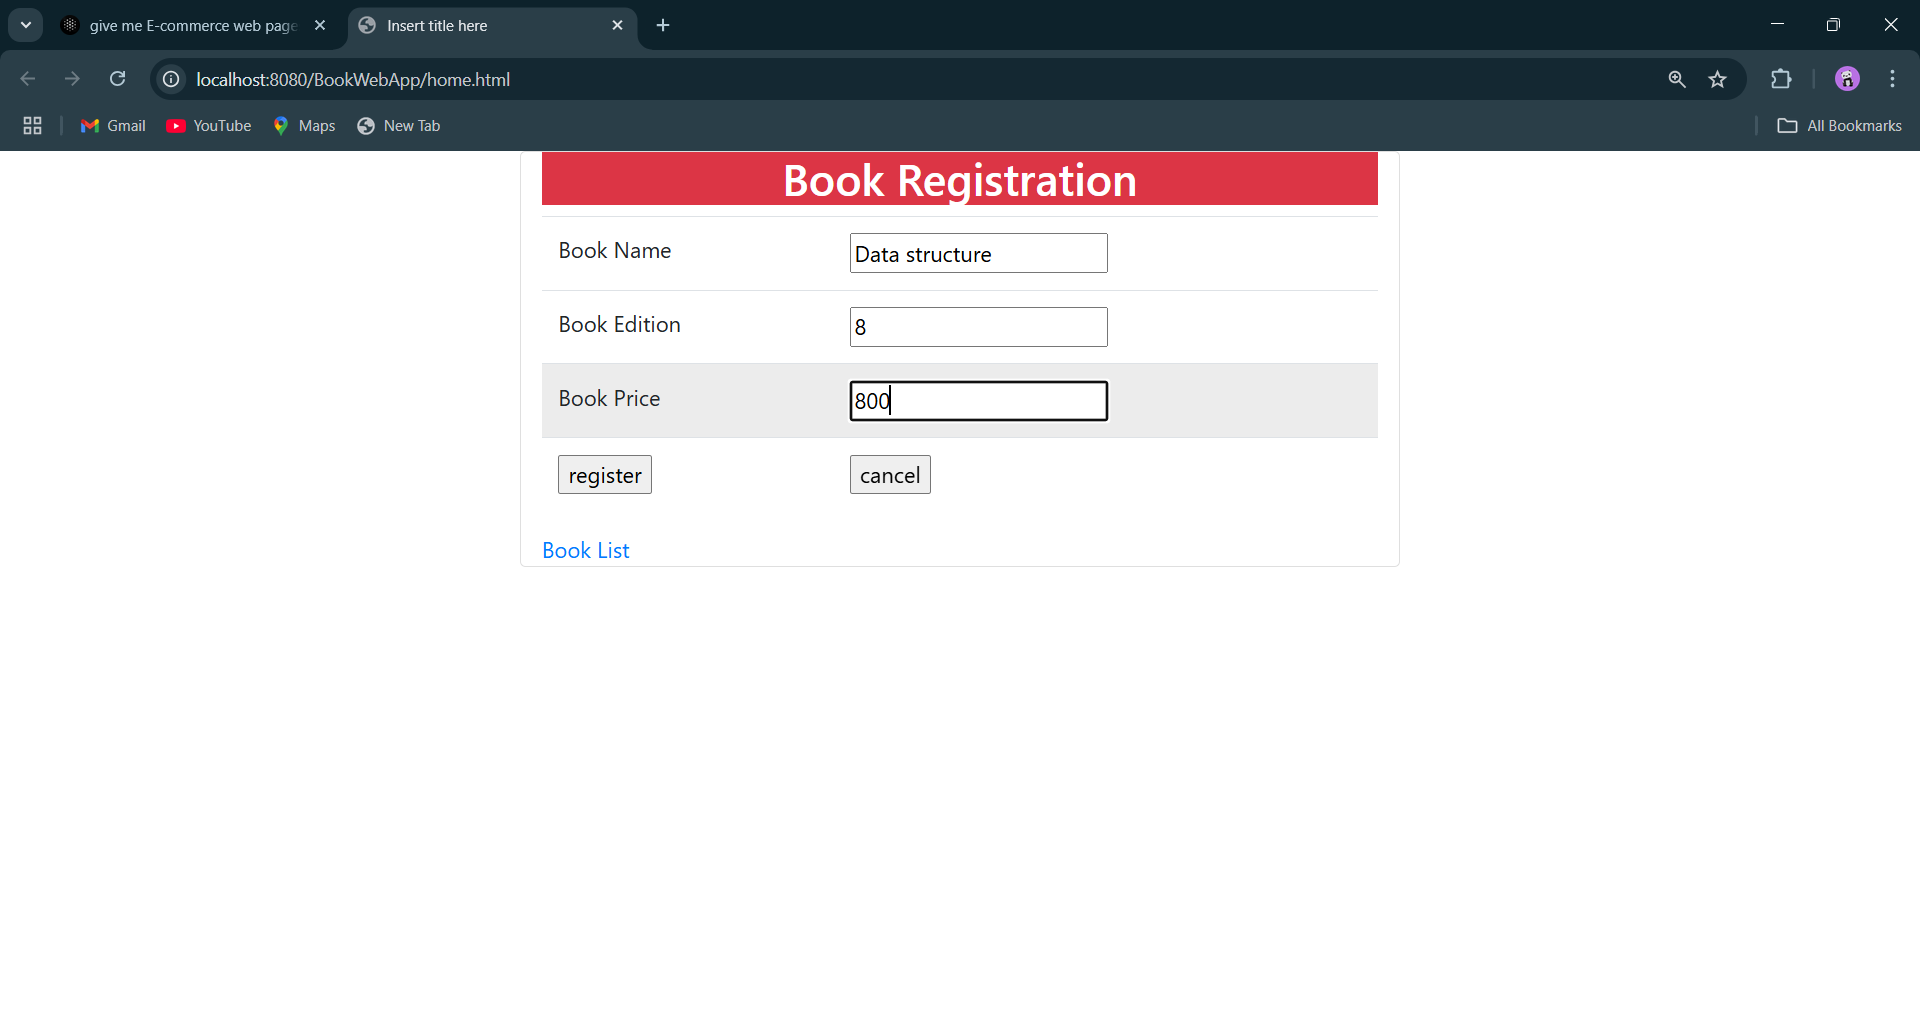 give me E-commerce web page
Insert title here
localhost:8080/BookWebApp/home.html
Gmail
YouTube
Maps
New Tab
All Bookmarks
Book Registration
Book Name
Data structure
Book Edition
8
Book Price
800
register
cancel
Book List